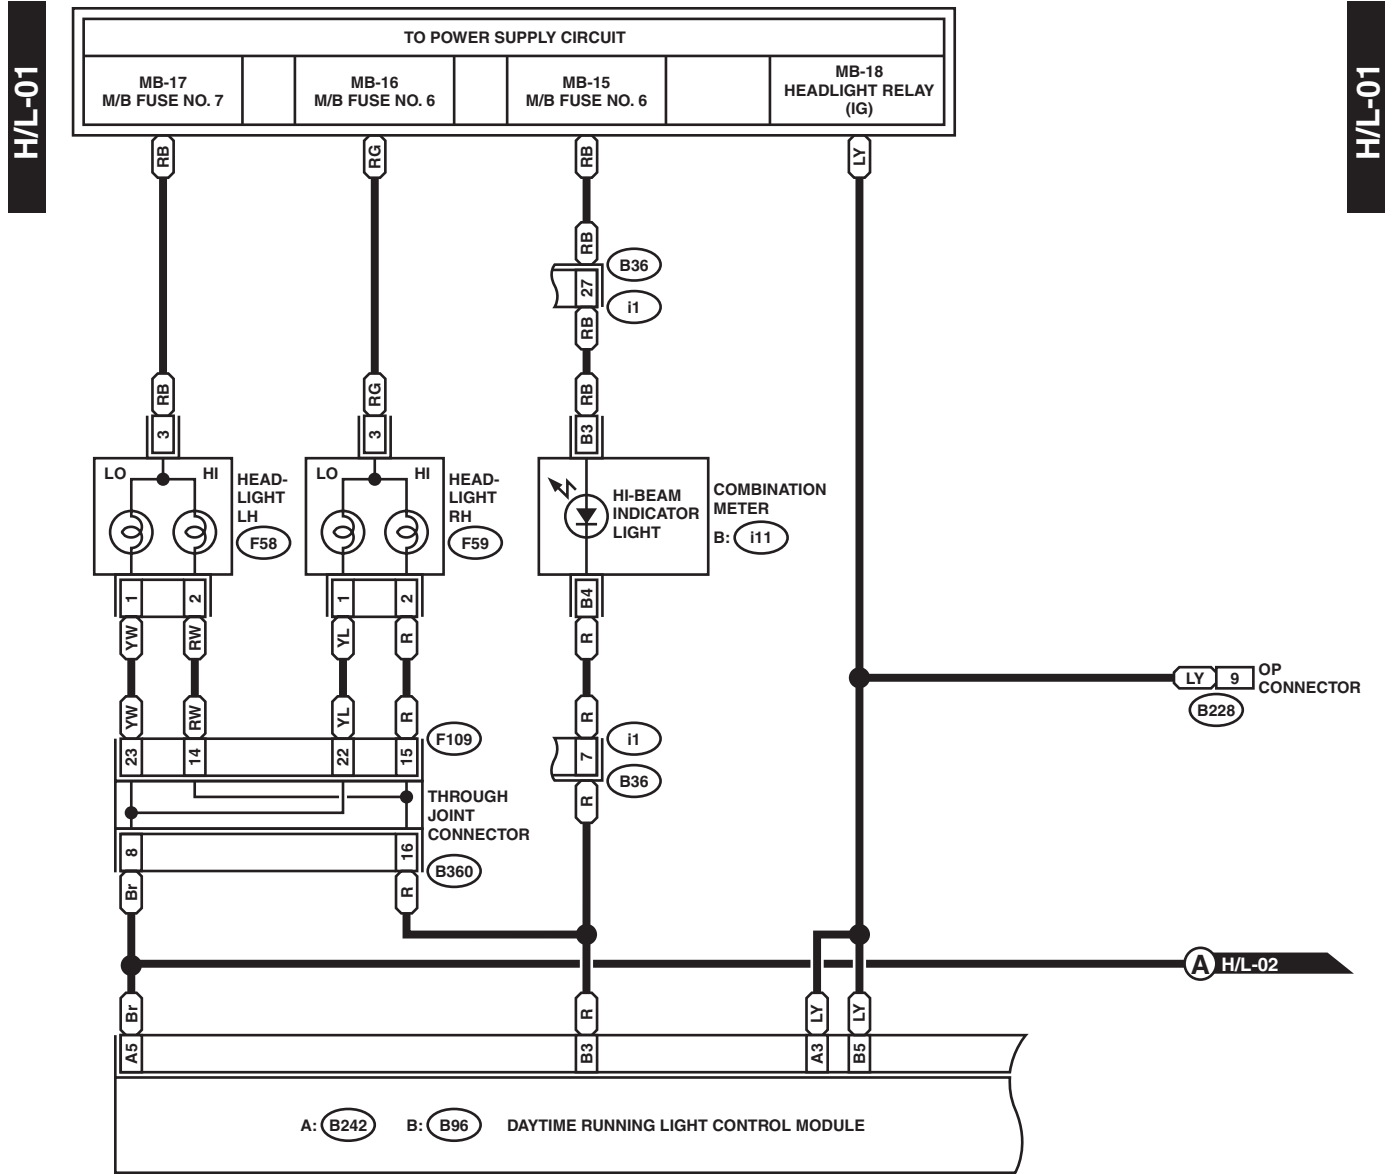 H/L-01
H/L-01
TO POWER SUPPLY CIRCUIT
MB-17
M/B FUSE NO. 7
MB-16
M/B FUSE NO. 6
MB-15
M/B FUSE NO. 6
MB-18
HEADLIGHT RELAY
(IG)
RB
RG
RB
LY
RB
27
B36
i1
RB
RB
RG
RB
3
3
B3
LO
HI
HEAD-
LIGHT
LH
F58
LO
HI
HEAD-
LIGHT
RH
F59
HI-BEAM
INDICATOR
LIGHT
COMBINATION
METER
B: i11
1
2
1
2
B4
YW
RW
YL
R
R
LY
9
OP
CONNECTOR
B228
YW
RW
YL
R
R
23
14
22
15
F109
7
i1
B36
R
THROUGH
JOINT
CONNECTOR
8
16
B360
Br
R
A
H/L-02
Br
R
LY
LY
A5
B3
A3
B5
A: B242
B: B96
DAYTIME RUNNING LIGHT CONTROL MODULE